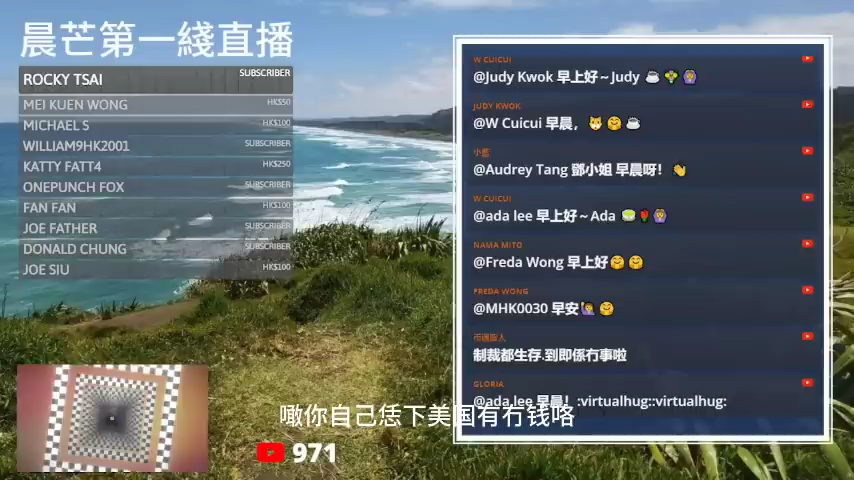 晨芒第一綫直播
ROCKY TSAI SUBSCRIBER
MEI KUEN WONG HK$50
MICHAEL S HK$100
WILLIAM9HK2001 SUBSCRIBER
KATTY FATT4 HK$250
ONEPUNCH FOX SUBSCRIBER
FAN FAN HK$100
JOE FATHER SUBSCRIBER
DONALD CHUNG SUBSCRIBER
JOE SIU HK$100
W CUICUI
@Judy Kwok 早上好~Judy
JUDY KWOK
@W Cuicui 早晨,
小藍
@Audrey Tang 鄧小姐 早晨呀!
W CUICUI
@ada lee 早上好~Ada
NAMA MITO
@Freda Wong 早上好
FREDA WONG
@MHK0030 早安
制裁都生存.到即係冇事啦
GLORIA
@ada lee 早晨! :virtualhug::virtualhug:
噉你自己恁下美国有冇钱咯
971